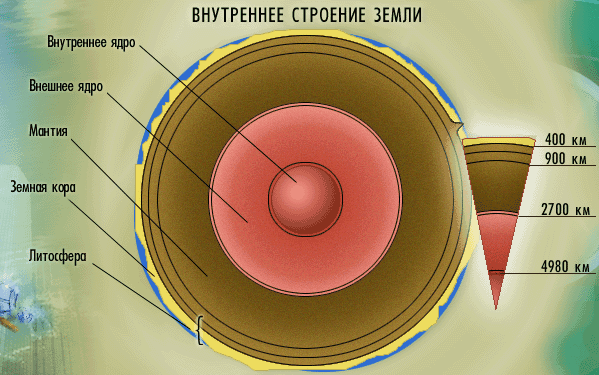 ВНУТРЕННЕЕ СТРОЕНИЕ ЗЕМЛИ
Внутреннее ядро
Внешнее ядро
Мантия
Земная кора
Литосфера
400 км
900 км
2700 км
4980 км